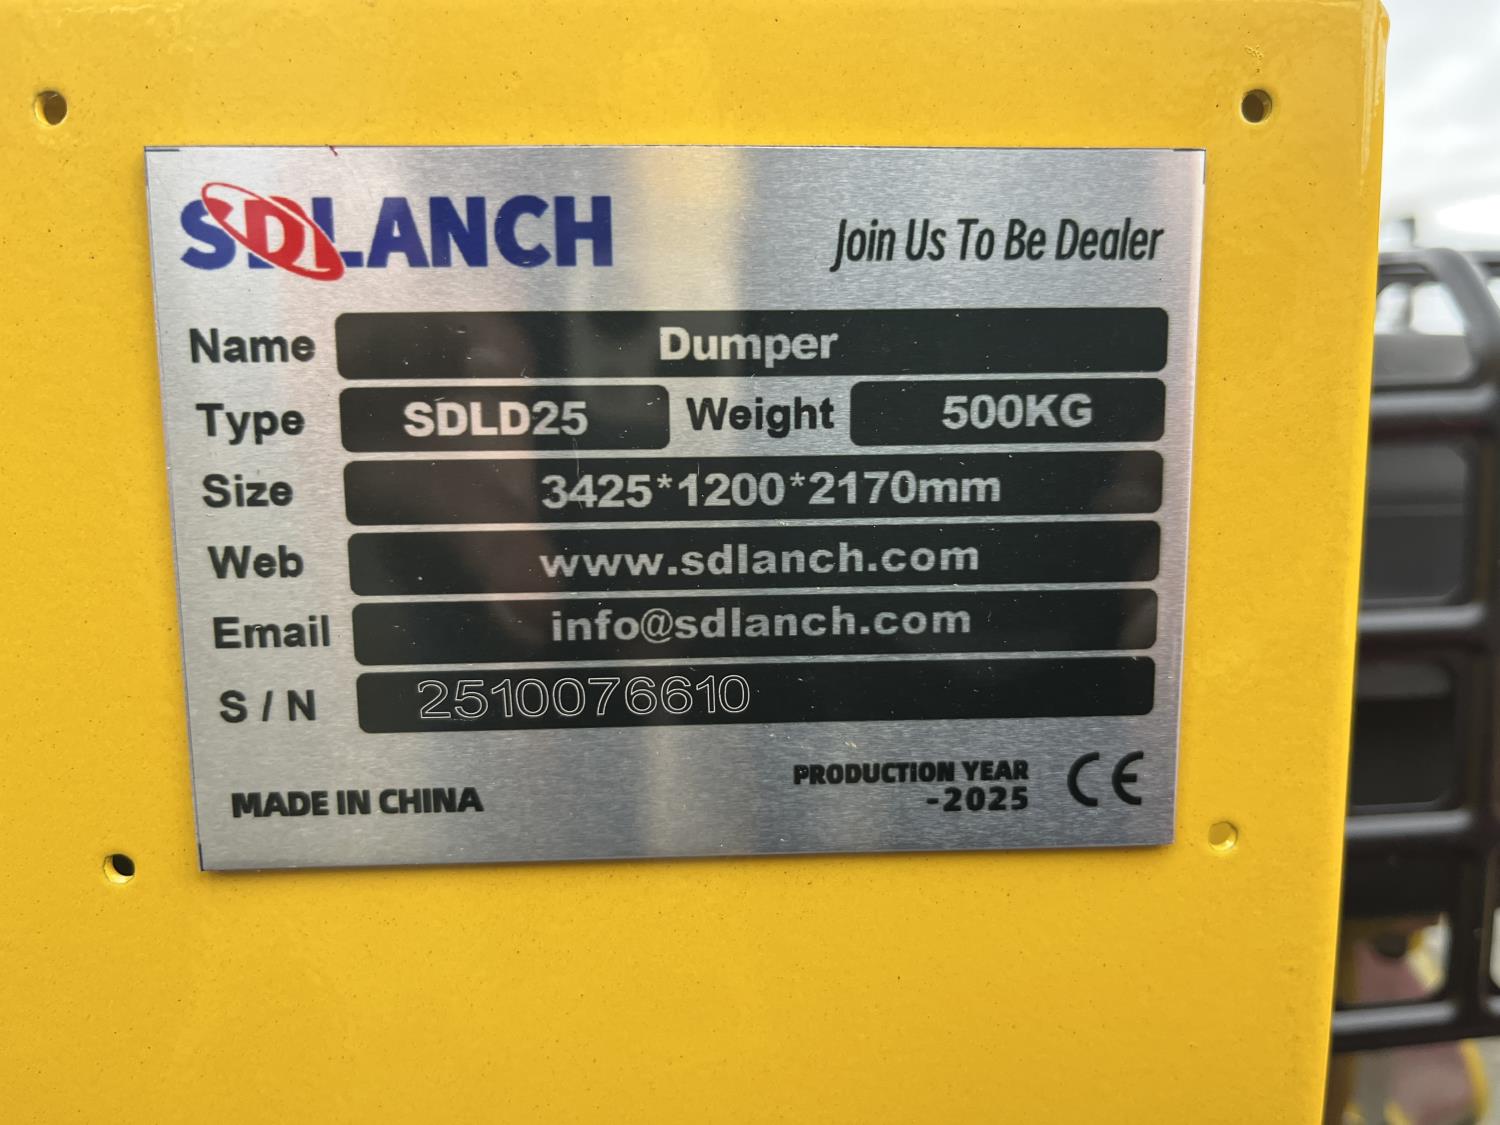 SDLANCH
Join Us To Be Dealer
Name Dumper
Type SDLD25 Weight 500KG
Size 3425*1200*2170mm
Web www.sdlanch.com
Email info@sdlanch.com
S / N 2510076610
MADE IN CHINA
PRODUCTION YEAR
-2025
CE